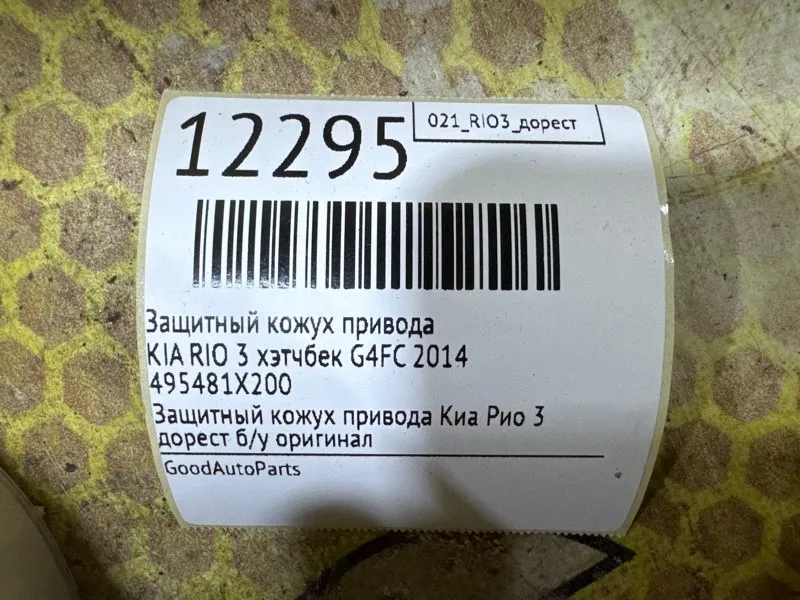 12295
021_RIO3_дорест
Защитный кожух привода
KIA RIO 3 хэтчбек G4FC 2014
495481X200
Защитный кожух привода Киа Рио 3
дорест б/у оригинал
GoodAutoParts